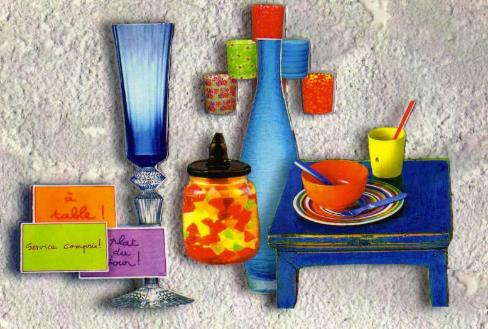 à
table !
Service compris !
plat
du
jour !